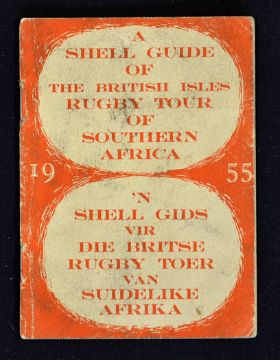 A
SHELL GUIDE
OF
THE BRITISH ISLES
RUGBY TOUR
OF
SOUTHERN
AFRICA
19 55
'N
SHELL GIDS
VIR
DIE BRITSE
RUGBY TOER
VAN
SUIDELIKE
AFRIKA